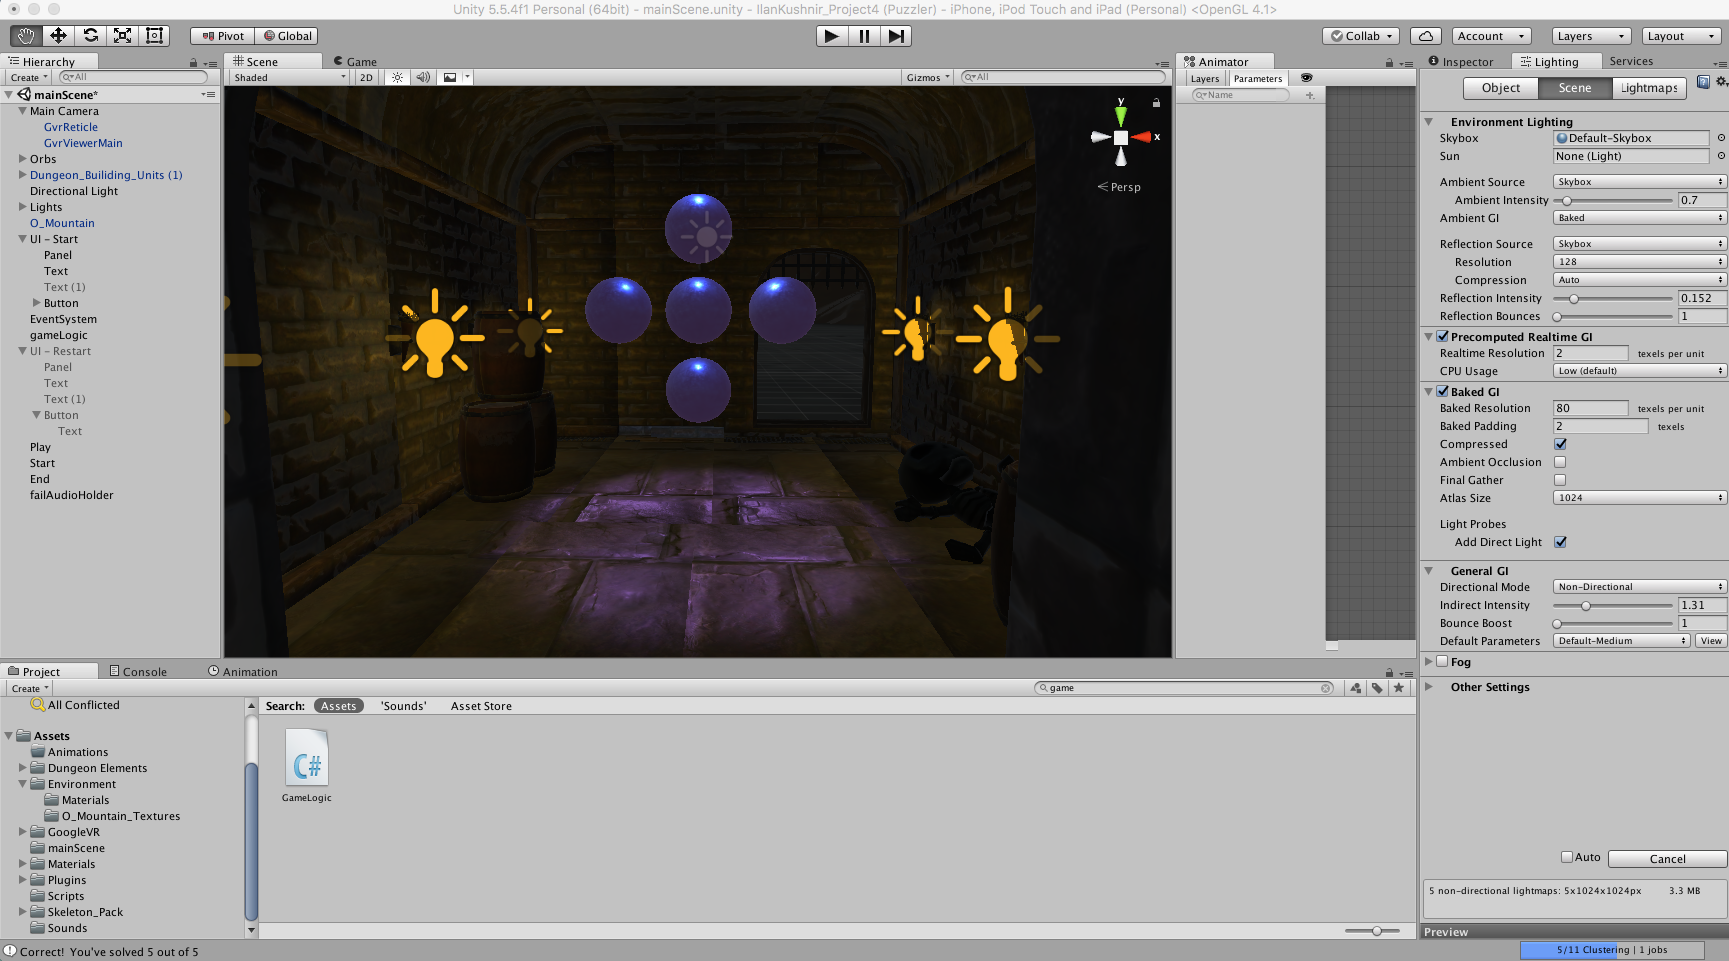 Unity 5.5.4f1 Personal (64bit) - mainScene.unity - IlanKushnir_Project4 (Puzzler) - iPhone, iPod Touch and iPad (Personal) <OpenGL 4.1>
Pivot Global Collab Account Layers Layout
Hierarchy
Create All
mainScene*
Main Camera
GvrReticle
GvrViewerMain
Orbs
Dungeon_Builiding_Units (1)
Directional Light
Lights
O_Mountain
UI - Start
Panel
Text
Text (1)
Button
EventSystem
gameLogic
UI - Restart
Panel
Text
Text (1)
Button
Text
Play
Start
End
failAudioHolder
Scene Game
Shaded 2D Gizmos All
y
x
Persp
Animator
Layers Parameters
Name
Inspector Lighting Services
Object Scene Lightmaps
Environment Lighting
Skybox Default-Skybox
Sun None (Light)
Ambient Source Skybox
Ambient Intensity 0.7
Ambient GI Baked
Reflection Source Skybox
Resolution 128
Compression Auto
Reflection Intensity 0.152
Reflection Bounces 1
Precomputed Realtime GI
Realtime Resolution 2 texels per unit
CPU Usage Low (default)
Baked GI
Baked Resolution 80 texels per unit
Baked Padding 2 texels
Compressed
Ambient Occlusion
Final Gather
Atlas Size 1024
Light Probes
Add Direct Light
General GI
Directional Mode Non-Directional
Indirect Intensity 1.31
Bounce Boost 1
Default Parameters Default-Medium View
Fog
Other Settings
Auto Cancel
5 non-directional lightmaps: 5x1024x1024px 3.3 MB
Preview
Project Console Animation
Create game
All Conflicted
Assets
Animations
Dungeon Elements
Environment
Materials
O_Mountain_Textures
GoogleVR
mainScene
Materials
Plugins
Scripts
Skeleton_Pack
Sounds
Search: Assets 'Sounds' Asset Store
C#
GameLogic
Correct! You've solved 5 out of 5
5/11 Clustering | 1 jobs